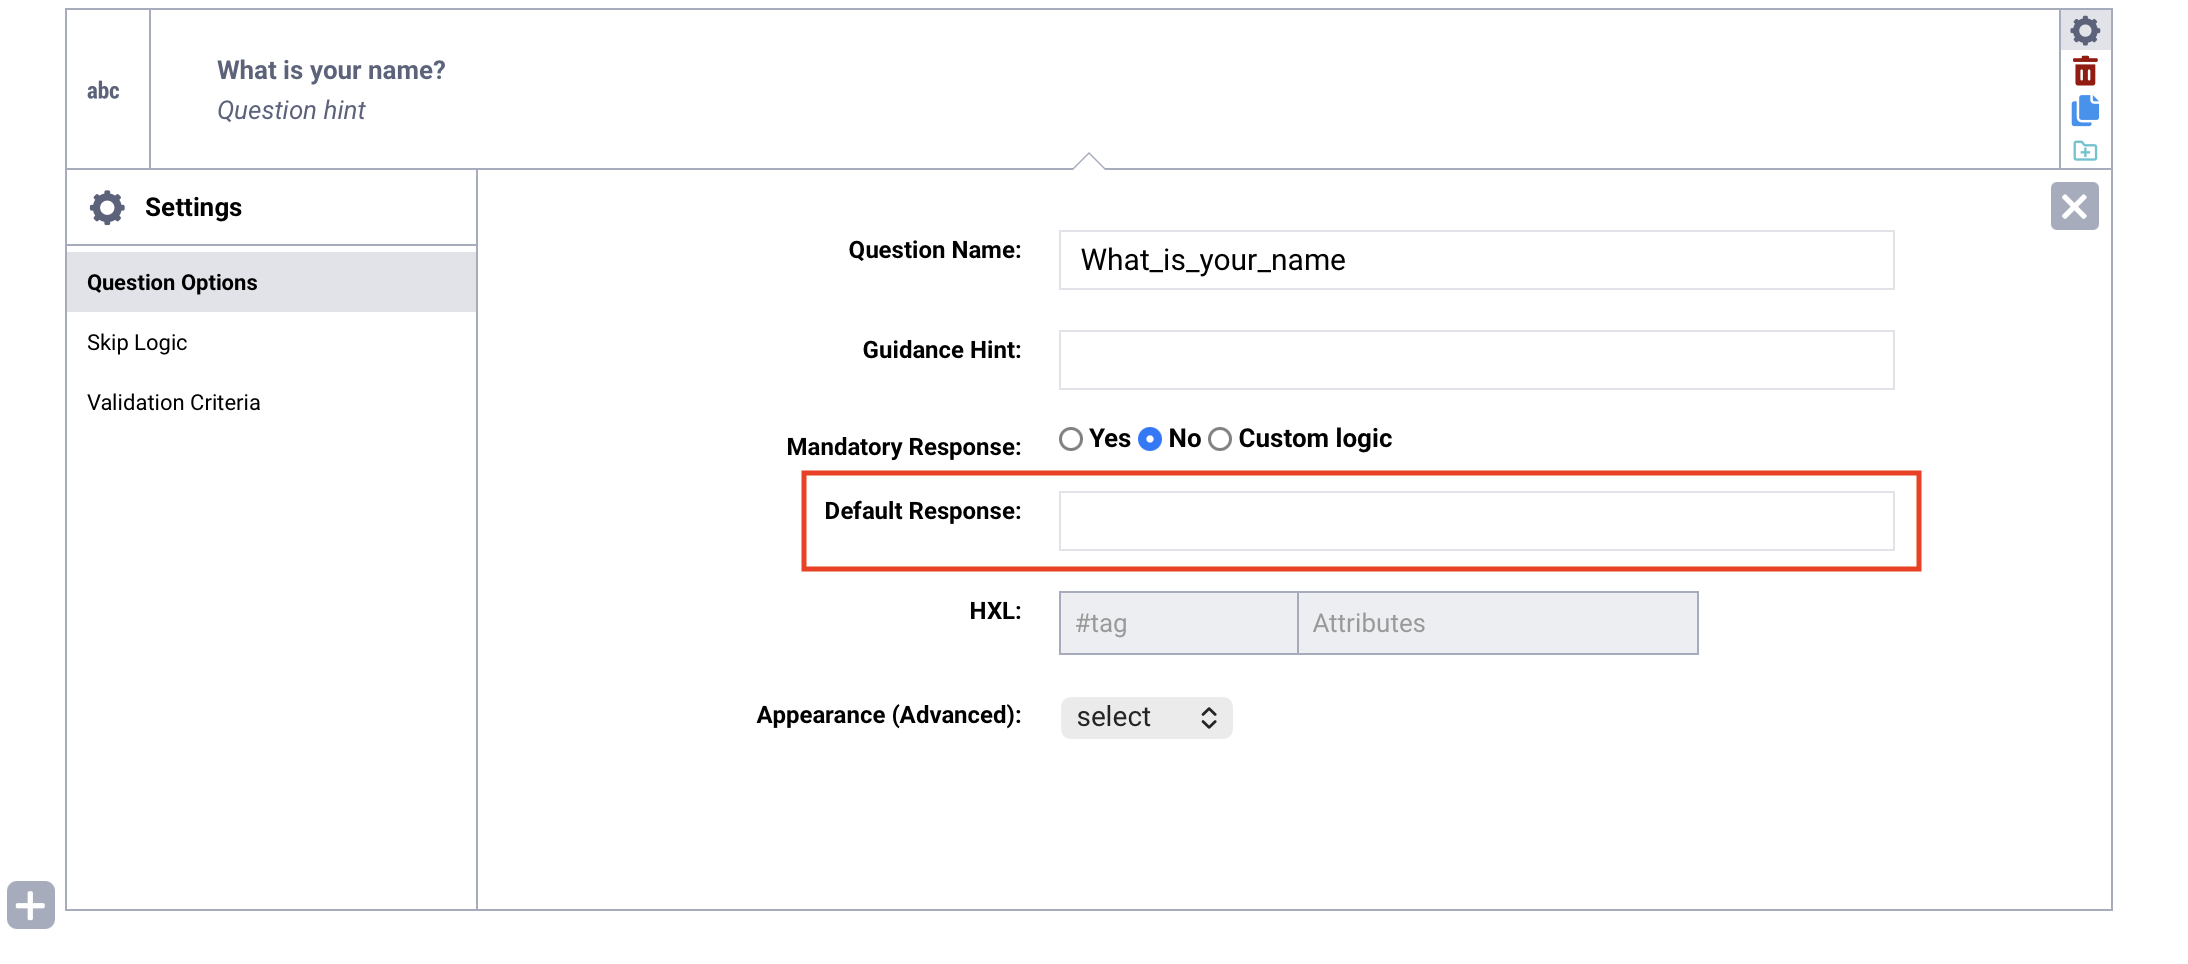 abc
What is your name?
Question hint
Settings
Question Options
Skip Logic
Validation Criteria
Question Name: What_is_your_name
Guidance Hint:
Mandatory Response: Yes No Custom logic
Default Response:
HXL: #tag Attributes
Appearance (Advanced): select